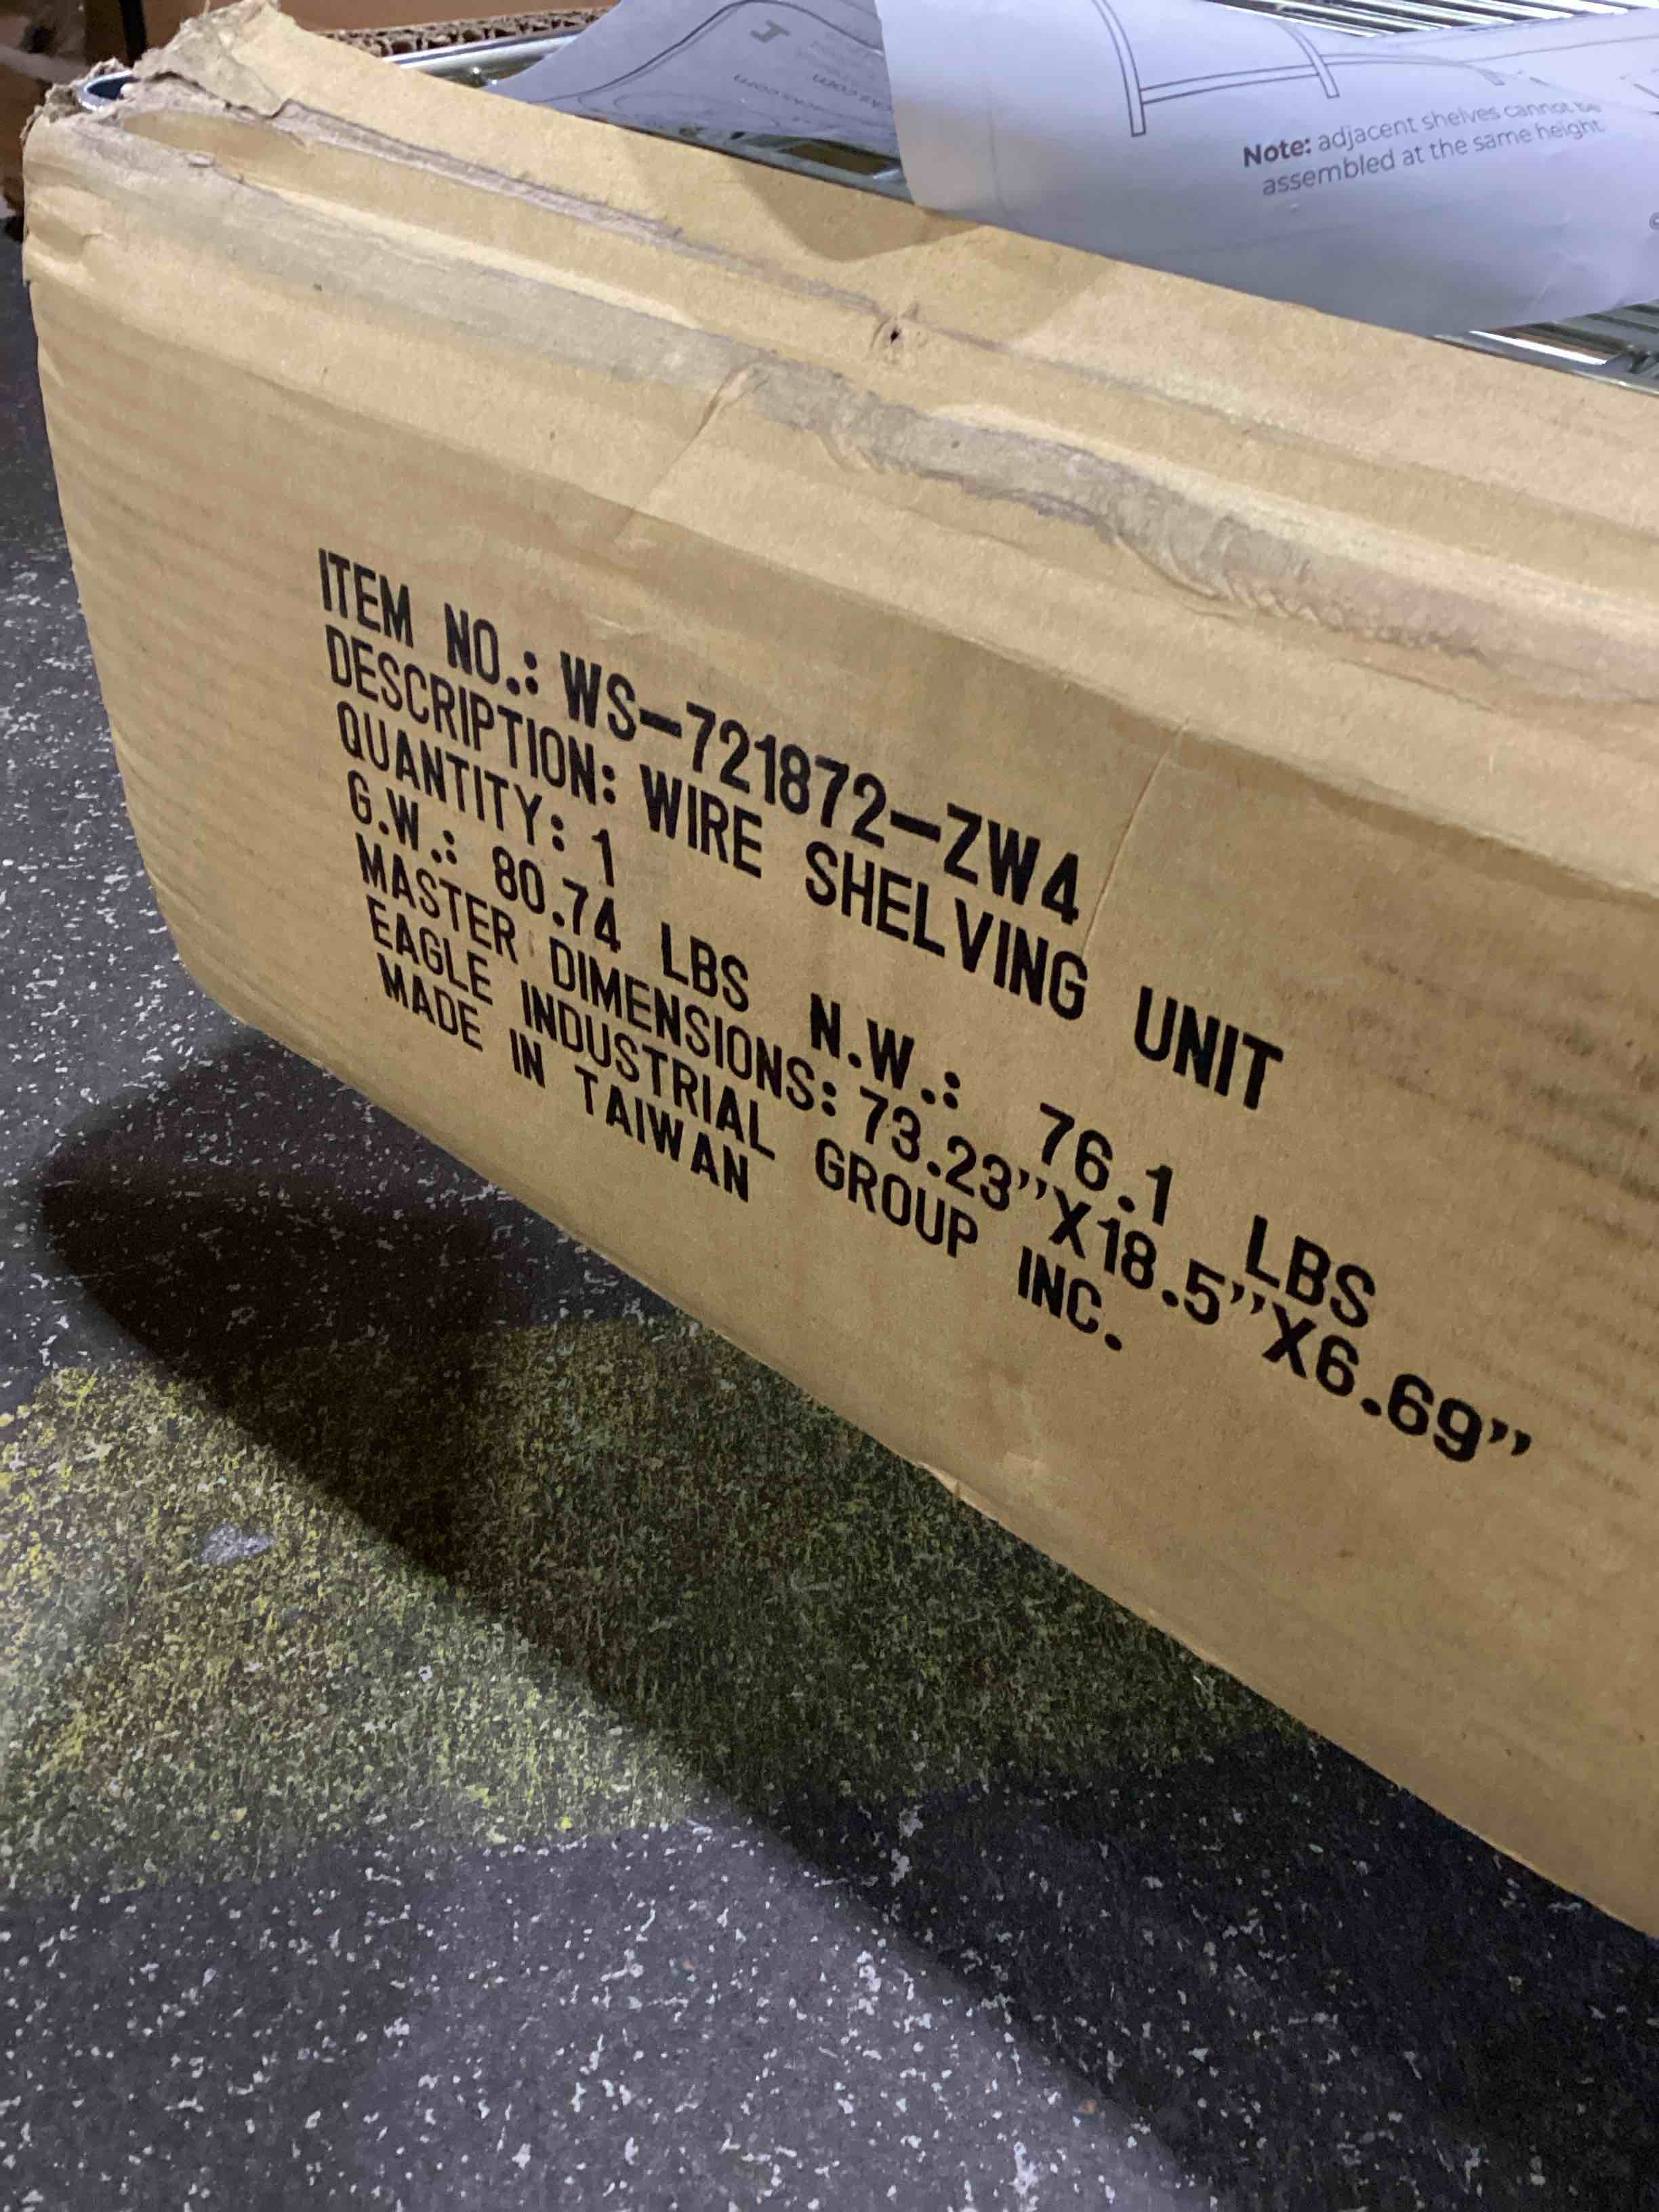 Note: adjacent shelves cannot be
assembled at the same height
ITEM NO.: WS-721872-ZW4
DESCRIPTION: WIRE SHELVING UNIT
QUANTITY: 1
G.W.: 80.74 LBS N.W.: 76.1 LBS
MASTER DIMENSIONS: 73.23"X18.5"X6.69"
EAGLE INDUSTRIAL GROUP INC.
MADE IN TAIWAN